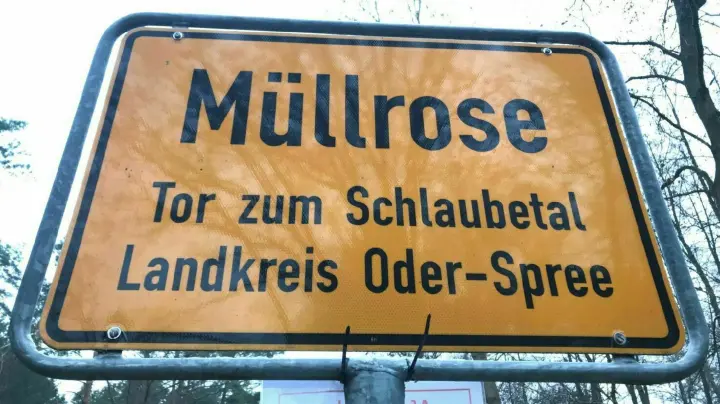 Müllrose
Tor zum Schlaubetal
Landkreis Oder-Spree